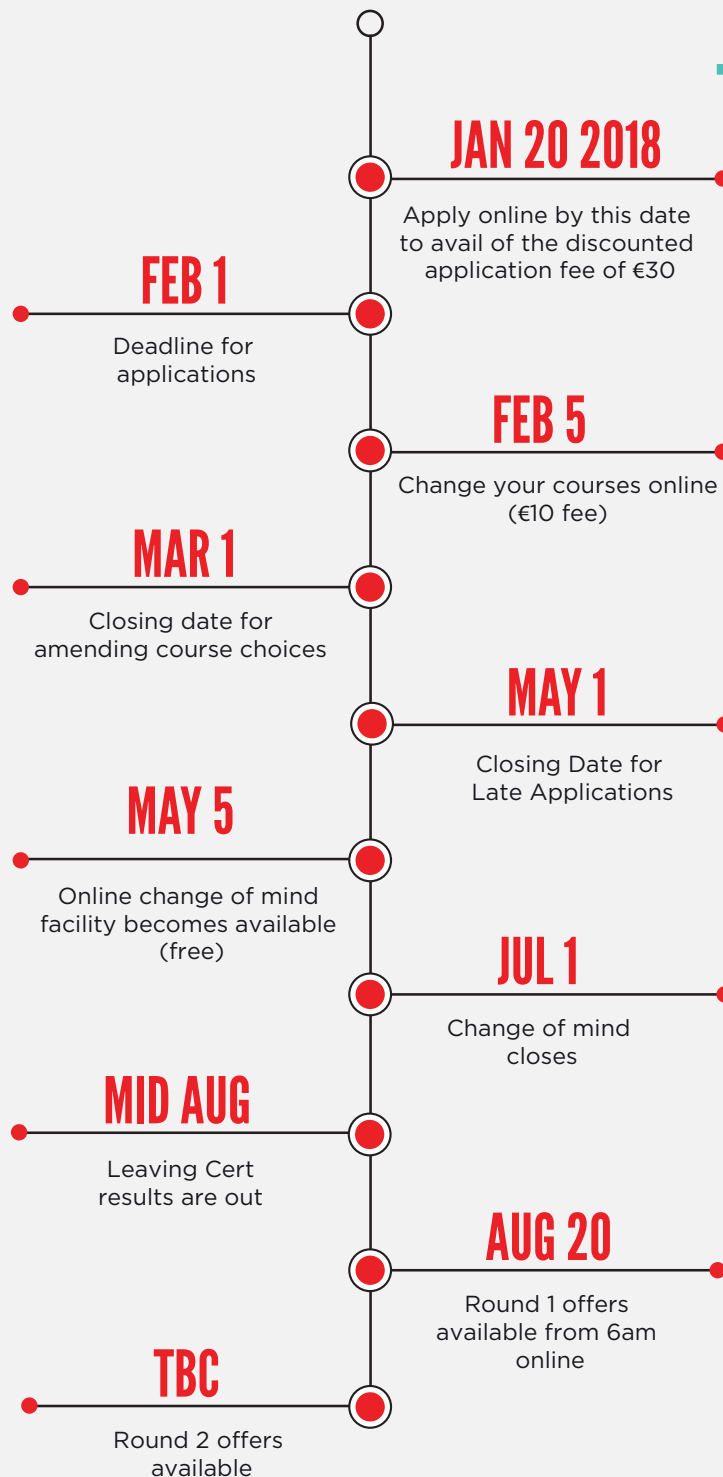 JAN 20 2018
Apply online by this date
to avail of the discounted
application fee of €30
FEB 1
Deadline for
applications
FEB 5
Change your courses online
(€10 fee)
MAR 1
Closing date for
amending course choices
MAY 1
Closing Date for
Late Applications
MAY 5
Online change of mind
facility becomes available
(free)
JUL 1
Change of mind
closes
MID AUG
Leaving Cert
results are out
AUG 20
Round 1 offers
available from 6am
online
TBC
Round 2 offers
available